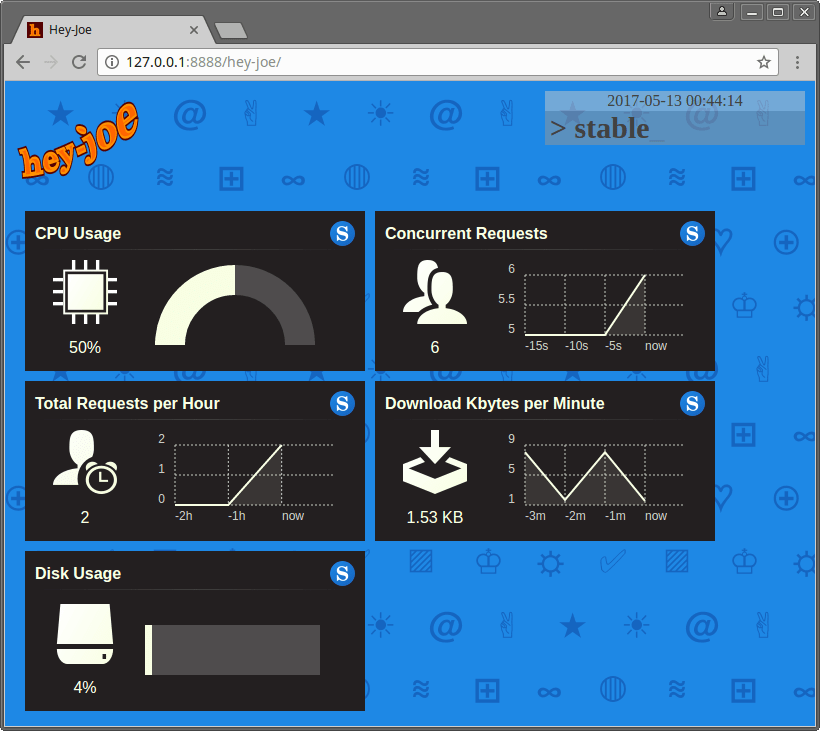 Hey-Joe
127.0.0.1:8888/hey-joe/
hey-joe
2017-05-13 00:44:14
> stable_
CPU Usage S
50%
Concurrent Requests S
6
5.5
5
-15s -10s -5s now
6
Total Requests per Hour S
2
1
0
-2h -1h now
2
Download Kbytes per Minute S
9
5
1
-3m -2m -1m now
1.53 KB
Disk Usage S
4%